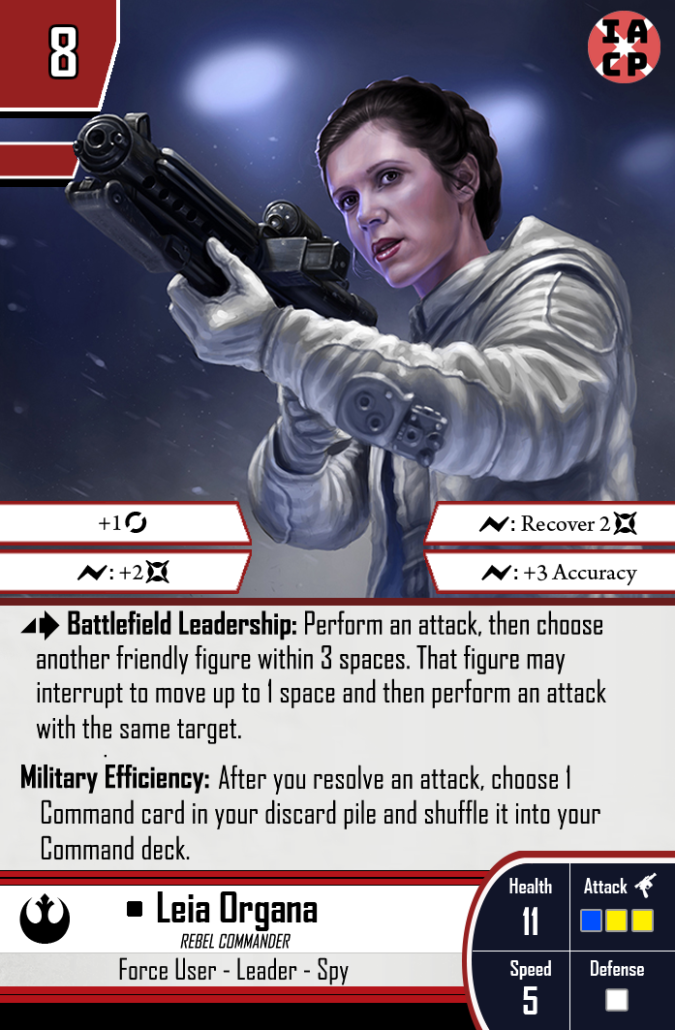 8
IA
CP
+1
: Recover 2
: +2
: +3 Accuracy
Battlefield Leadership: Perform an attack, then choose
another friendly figure within 3 spaces. That figure may
interrupt to move up to 1 space and then perform an attack
with the same target.
Military Efficiency: After you resolve an attack, choose 1
Command card in your discard pile and shuffle it into your
Command deck.
Leia Organa
REBEL COMMANDER
Force User - Leader - Spy
Health
11
Attack
Speed
5
Defense